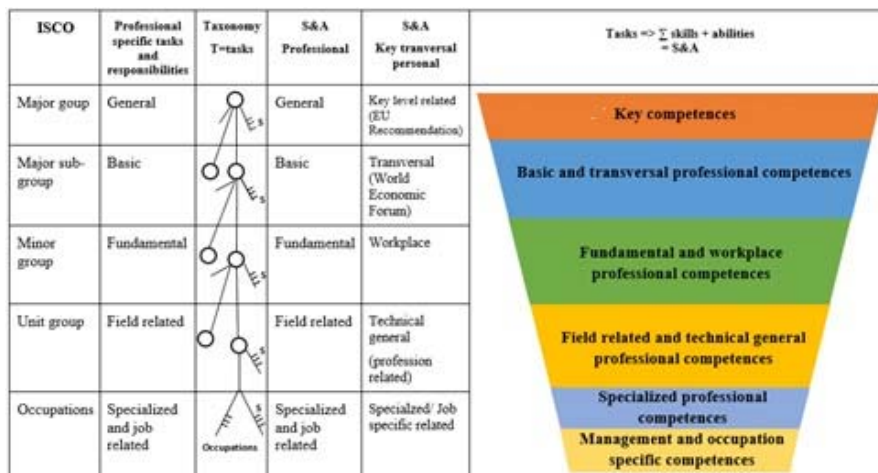 ISCO
Professional
specific tasks
and
responsibilities
Taxonomy
T=tasks
S&A
Professional
S&A
Key tranversal
personal
Tasks => ∑ skills + abilities
= S&A
Major goup
General
General
Key level related
(EU
Recommendation)
Major sub-
group
Basic
Basic
Transversal
(World
Economic
Forum)
Minor
group
Fundamental
Fundamental
Workplace
Unit group
Field related
Field related
Technical
general
(profession
related)
Occupations
Specialized
and job
related
Occupations
Specialized
and job
related
Specialzed/ Job
specific related
Key competences
Basic and transversal professional competences
Fundamental and workplace
professional competences
Field related and technical general
professional competences
Specialized professional
competences
Management and occupation
specific competences